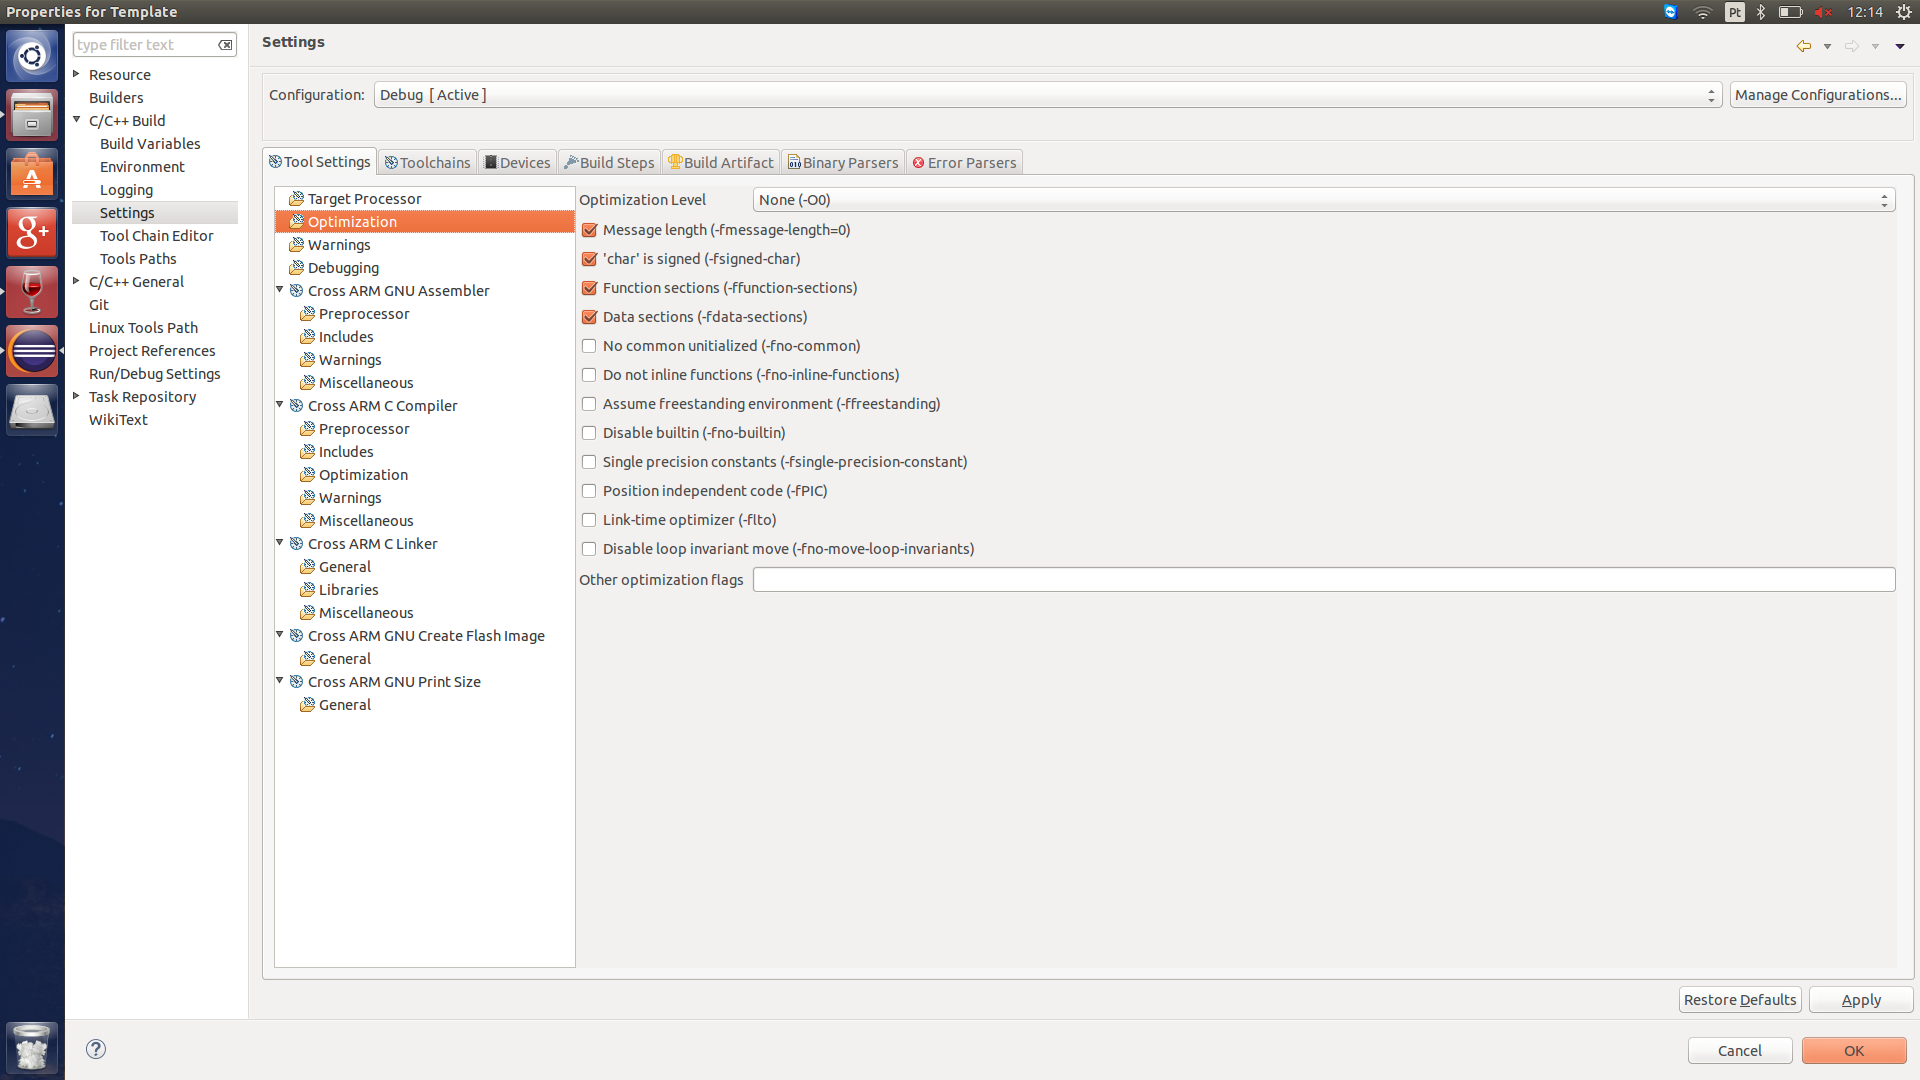 Properties for Template
Pt
12:14
type filter text
Resource
Builders
C/C++ Build
Build Variables
Environment
Logging
Settings
Tool Chain Editor
Tools Paths
C/C++ General
Git
Linux Tools Path
Project References
Run/Debug Settings
Task Repository
WikiText
Settings
Configuration: Debug [ Active ] Manage Configurations...
Tool Settings Toolchains Devices Build Steps Build Artifact Binary Parsers Error Parsers
Target Processor
Optimization
Warnings
Debugging
Cross ARM GNU Assembler
Preprocessor
Includes
Warnings
Miscellaneous
Cross ARM C Compiler
Preprocessor
Includes
Optimization
Warnings
Miscellaneous
Cross ARM C Linker
General
Libraries
Miscellaneous
Cross ARM GNU Create Flash Image
General
Cross ARM GNU Print Size
General
Optimization Level None (-O0)
Message length (-fmessage-length=0)
'char' is signed (-fsigned-char)
Function sections (-ffunction-sections)
Data sections (-fdata-sections)
No common unitialized (-fno-common)
Do not inline functions (-fno-inline-functions)
Assume freestanding environment (-ffreestanding)
Disable builtin (-fno-builtin)
Single precision constants (-fsingle-precision-constant)
Position independent code (-fPIC)
Link-time optimizer (-flto)
Disable loop invariant move (-fno-move-loop-invariants)
Other optimization flags
Restore Defaults Apply
Cancel OK
g+
A
?